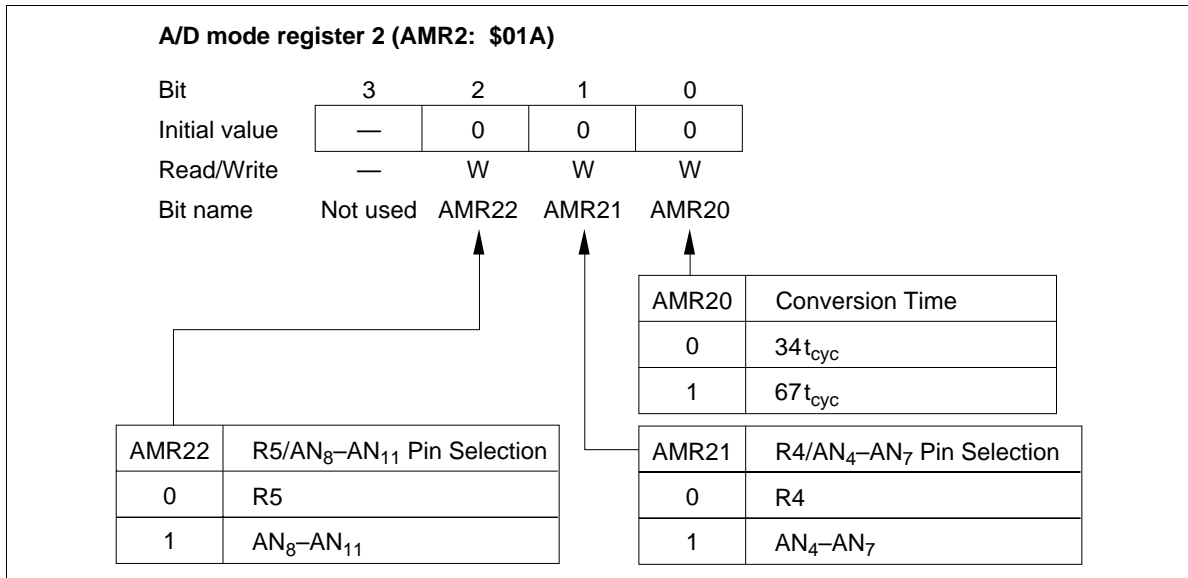 A/D mode register 2 (AMR2: $01A)
Bit 3 2 1 0
Initial value — 0 0 0
Read/Write — W W W
Bit name Not used AMR22 AMR21 AMR20
AMR20 Conversion Time
0 34tcyc
1 67tcyc
AMR22 R5/AN8–AN11 Pin Selection
0 R5
1 AN8–AN11
AMR21 R4/AN4–AN7 Pin Selection
0 R4
1 AN4–AN7